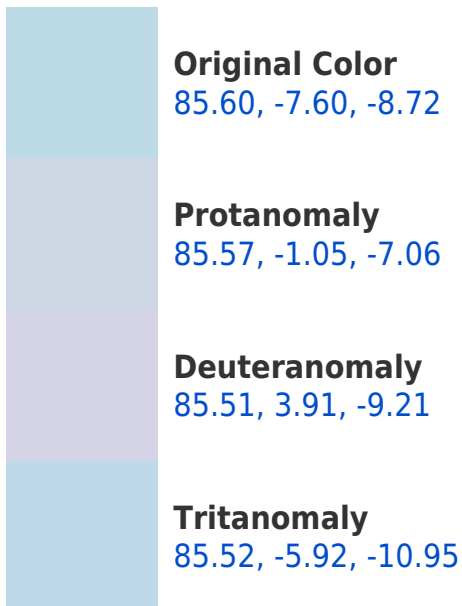 Original Color
85.60, -7.60, -8.72
Protanomaly
85.57, -1.05, -7.06
Deuteranomaly
85.51, 3.91, -9.21
Tritanomaly
85.52, -5.92, -10.95